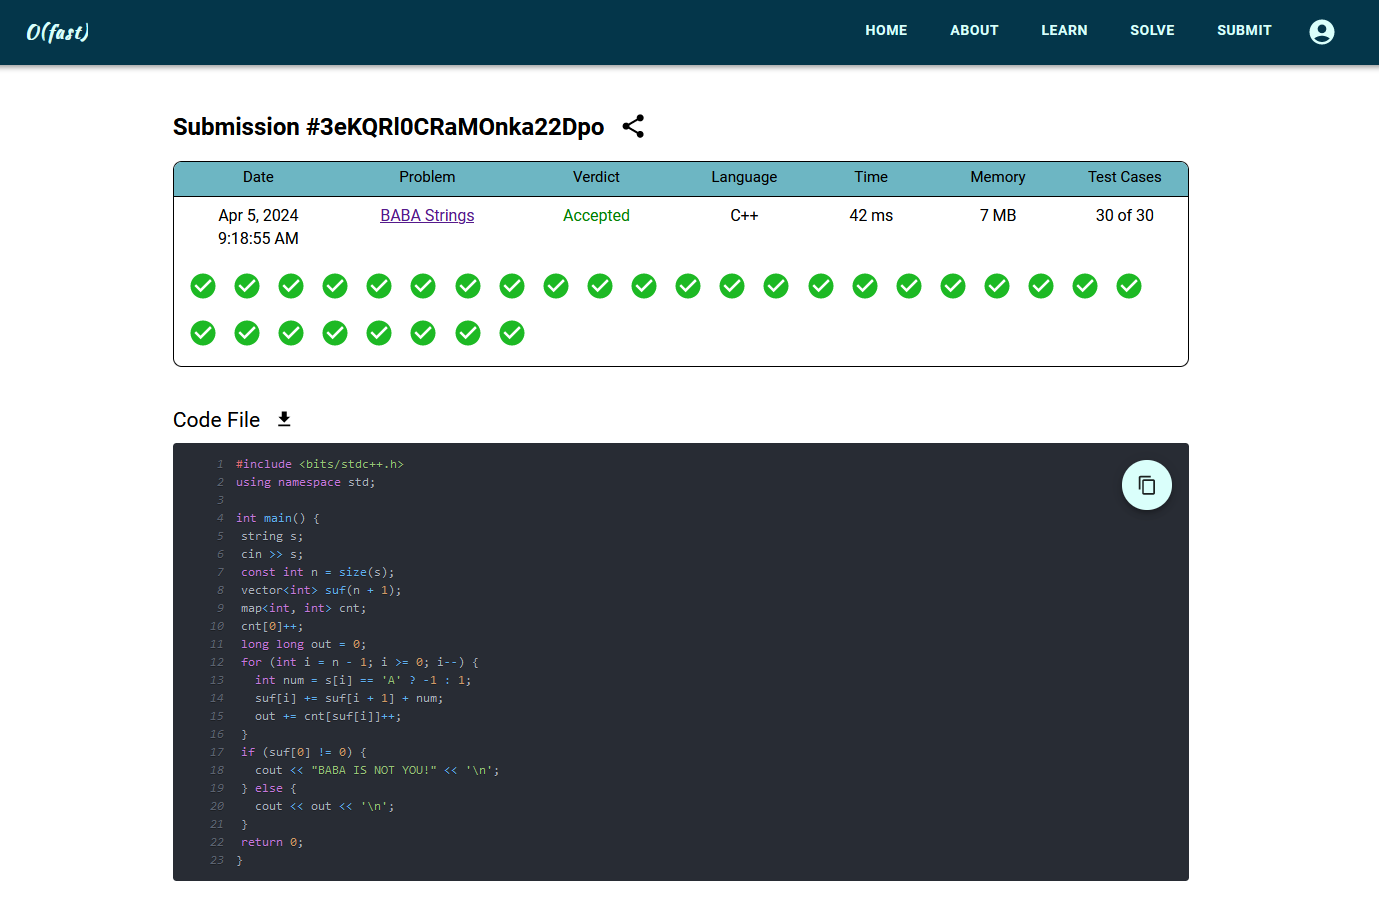 O(fast)
HOME ABOUT LEARN SOLVE SUBMIT
Submission #3eKQRl0CRaMOnka22Dpo
Date Problem Verdict Language Time Memory Test Cases
Apr 5, 2024 BABA Strings Accepted C++ 42 ms 7 MB 30 of 30
9:18:55 AM
Code File
1 #include <bits/stdc++.h>
2 using namespace std;
3
4 int main() {
5 string s;
6 cin >> s;
7 const int n = size(s);
8 vector<int> suf(n + 1);
9 map<int, int> cnt;
10 cnt[0]++;
11 long long out = 0;
12 for (int i = n - 1; i >= 0; i--) {
13 int num = s[i] == 'A' ? -1 : 1;
14 suf[i] += suf[i + 1] + num;
15 out += cnt[suf[i]]++;
16 }
17 if (suf[0] != 0) {
18 cout << "BABA IS NOT YOU!" << '\n';
19 } else {
20 cout << out << '\n';
21 }
22 return 0;
23 }